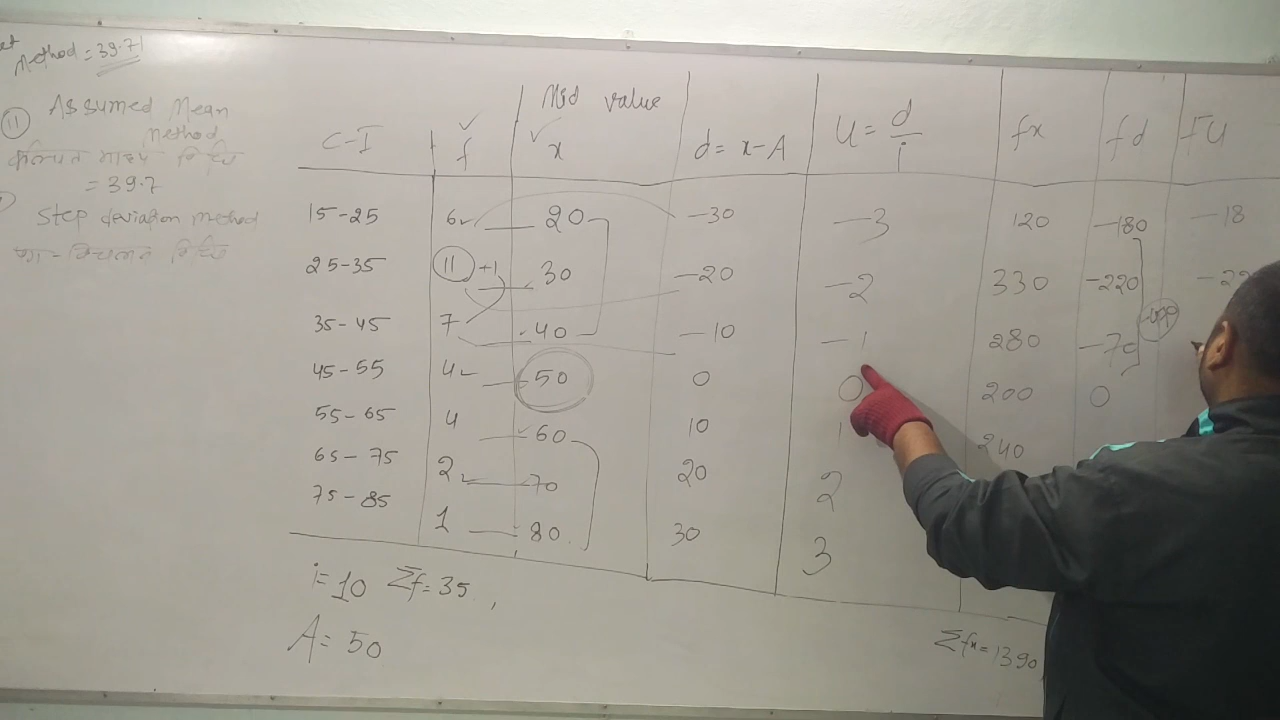 Method = 39.71
II Assumed Mean
Method
कल्पित माध्य विधि
= 39.7
Step deviation method
पद-विचलन विधि
C-I f Mid value x d = x-A U = d/i fx fd FU
15-25 6 20 -30 -3 120 -180 -18
25-35 11 +1 30 -20 -2 330 -220 -22
35-45 7 40 -10 -1 280 -70
45-55 4 50 0 0 200 0
55-65 4 60 10 1 240
65-75 2 70 20 2
75-85 1 80 30 3
i=10 Σf=35,
A=50
Σfx=1390